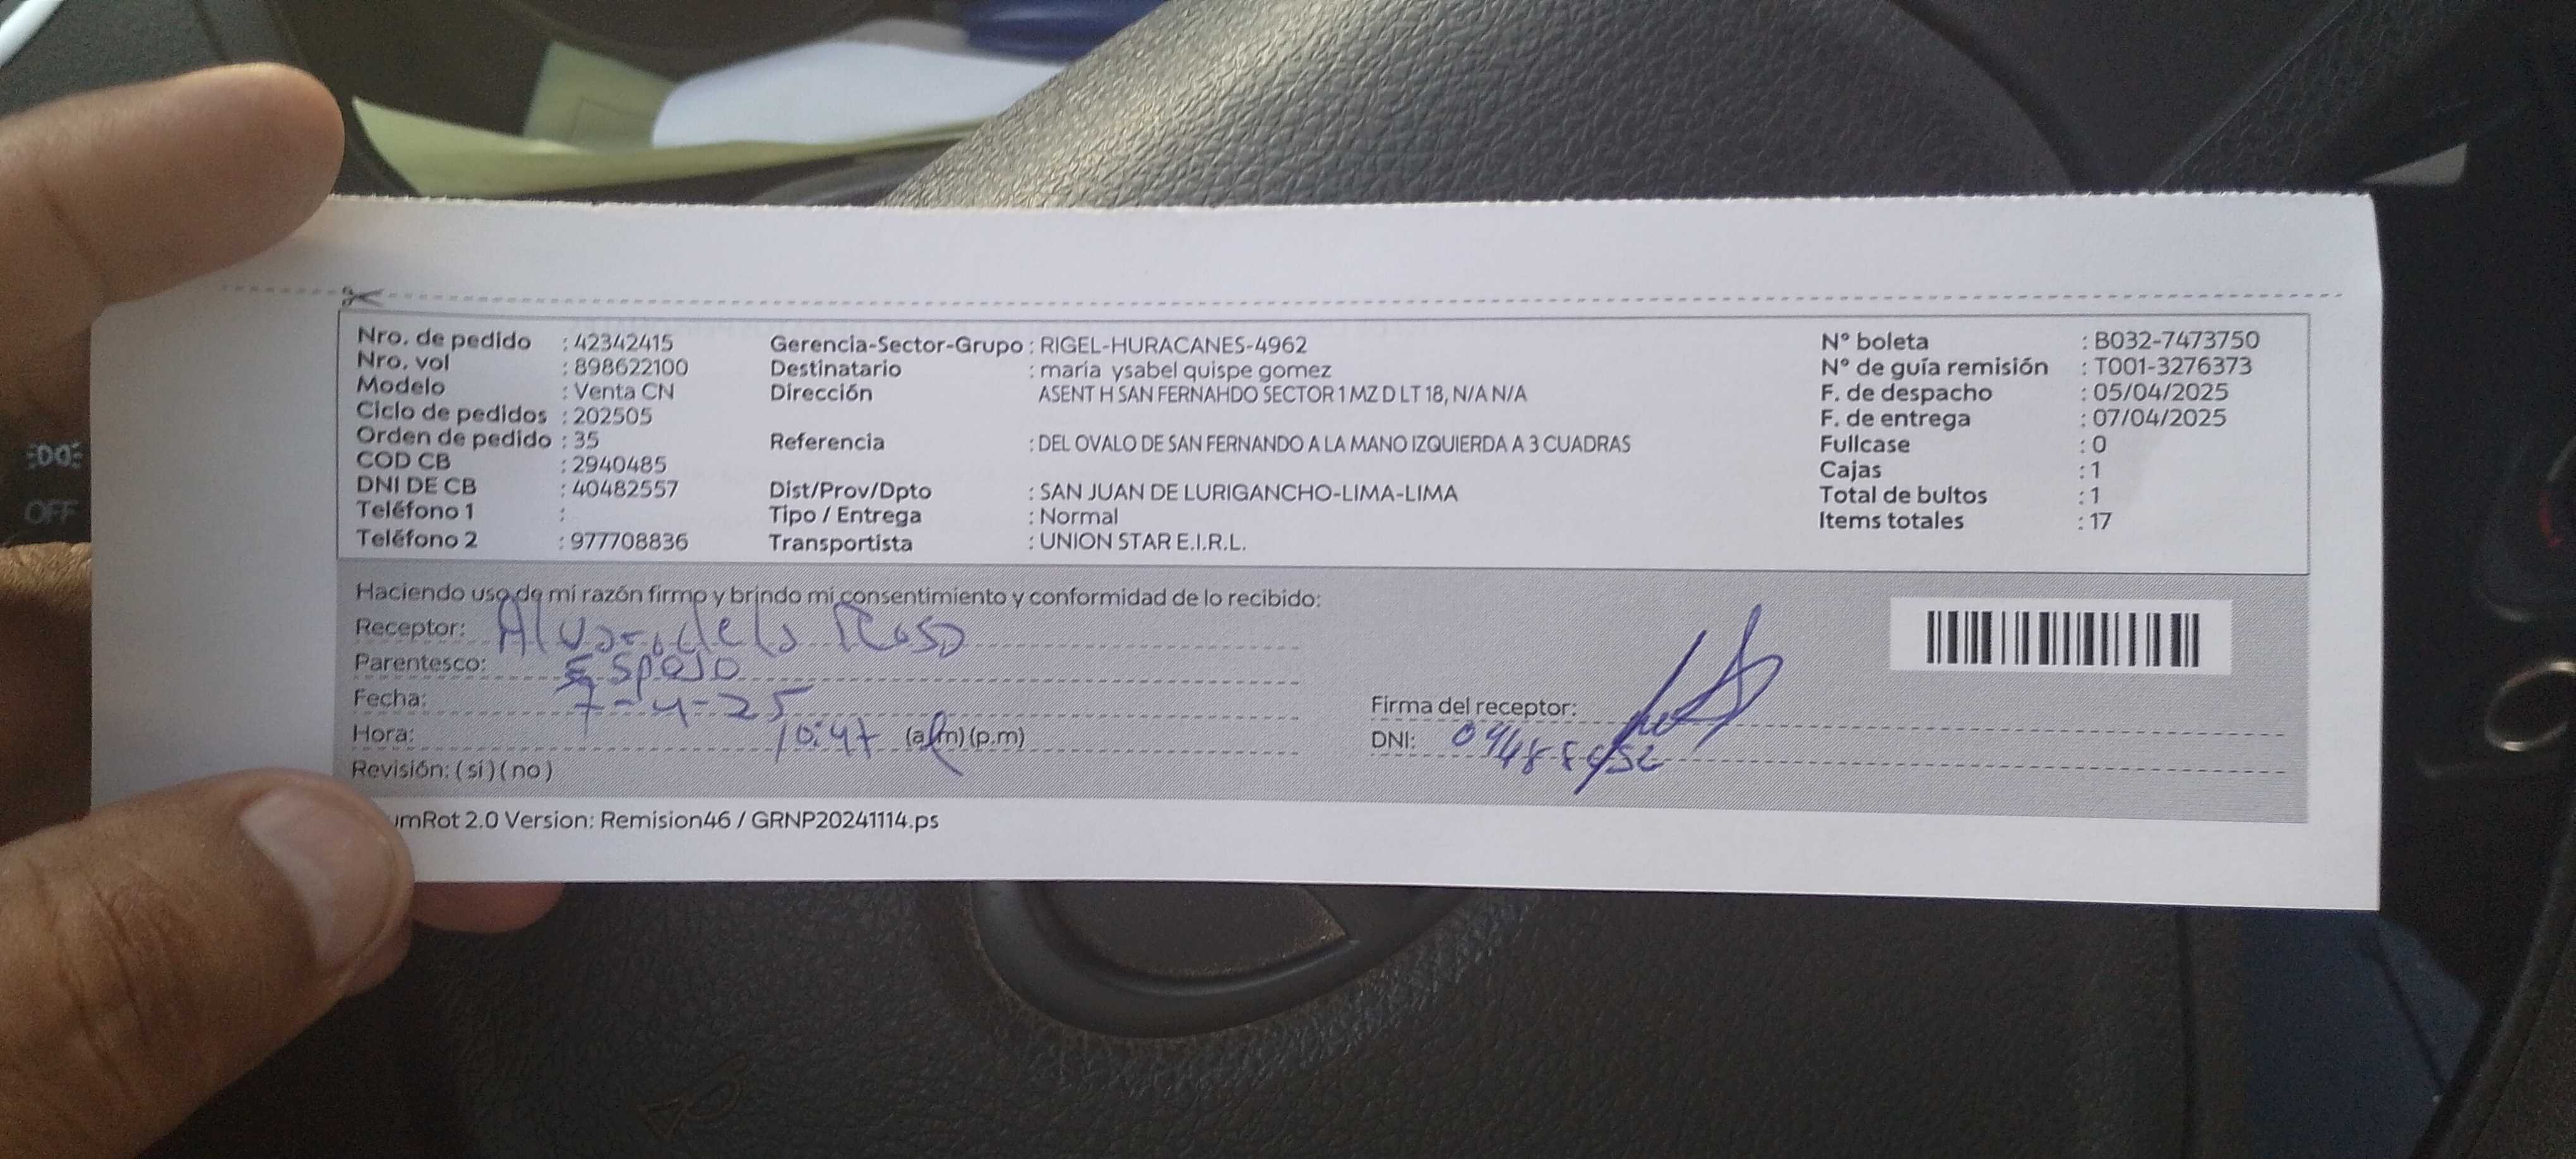 Nro. de pedido : 42342415 Gerencia-Sector-Grupo : RIGEL-HURACANES-4962 N° boleta : B032-7473750
Nro. vol : 898622100 Destinatario : maria ysabel quispe gomez N° de guía remisión : T001-3276373
Modelo : Venta CN Dirección ASENT H SAN FERNAHDO SECTOR 1 MZ D LT 18, N/A N/A F. de despacho : 05/04/2025
Ciclo de pedidos : 202505 F. de entrega : 07/04/2025
Orden de pedido : 35 Referencia : DEL OVALO DE SAN FERNANDO A LA MANO IZQUIERDA A 3 CUADRAS Fullcase : 0
COD CB : 2940485 Cajas : 1
DNI DE CB : 40482557 Dist/Prov/Dpto : SAN JUAN DE LURIGANCHO-LIMA-LIMA Total de bultos : 1
Teléfono 1 : Tipo / Entrega : Normal Items totales : 17
Teléfono 2 : 977708836 Transportista : UNION STAR E.I.R.L.
Haciendo uso de mi razón firmo y brindo mi consentimiento y conformidad de lo recibido:
Receptor: Alvaro dela Rosa
Parentesco: Esposo
Fecha: 7-4-25 Firma del receptor:
Hora: 10:47 (a.m) (p.m) DNI:
Revisión: ( si ) ( no )
umRot 2.0 Version: Remision46 / GRNP20241114.ps
OFF